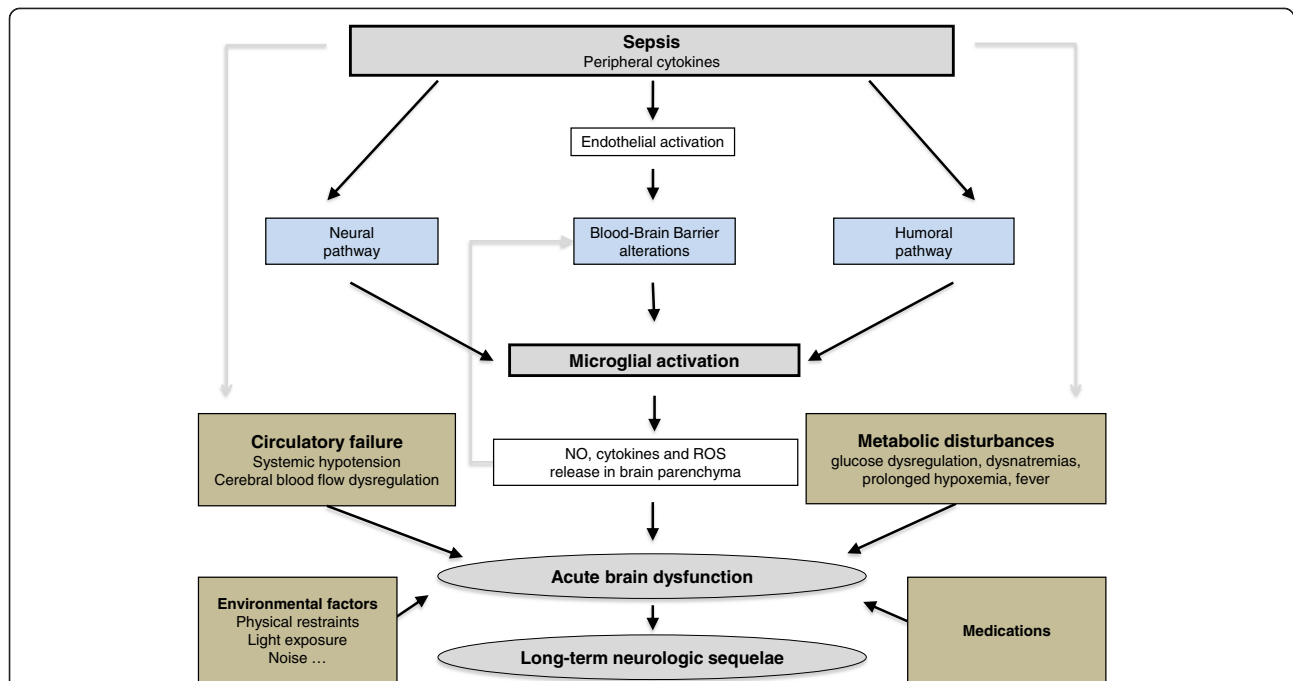 Sepsis
Peripheral cytokines
Endothelial activation
Neural
pathway
Blood-Brain Barrier
alterations
Humoral
pathway
Microglial activation
Circulatory failure
Systemic hypotension
Cerebral blood flow dysregulation
NO, cytokines and ROS
release in brain parenchyma
Metabolic disturbances
glucose dysregulation, dysnatremias,
prolonged hypoxemia, fever
Acute brain dysfunction
Environmental factors
Physical restraints
Light exposure
Noise …
Medications
Long-term neurologic sequelae